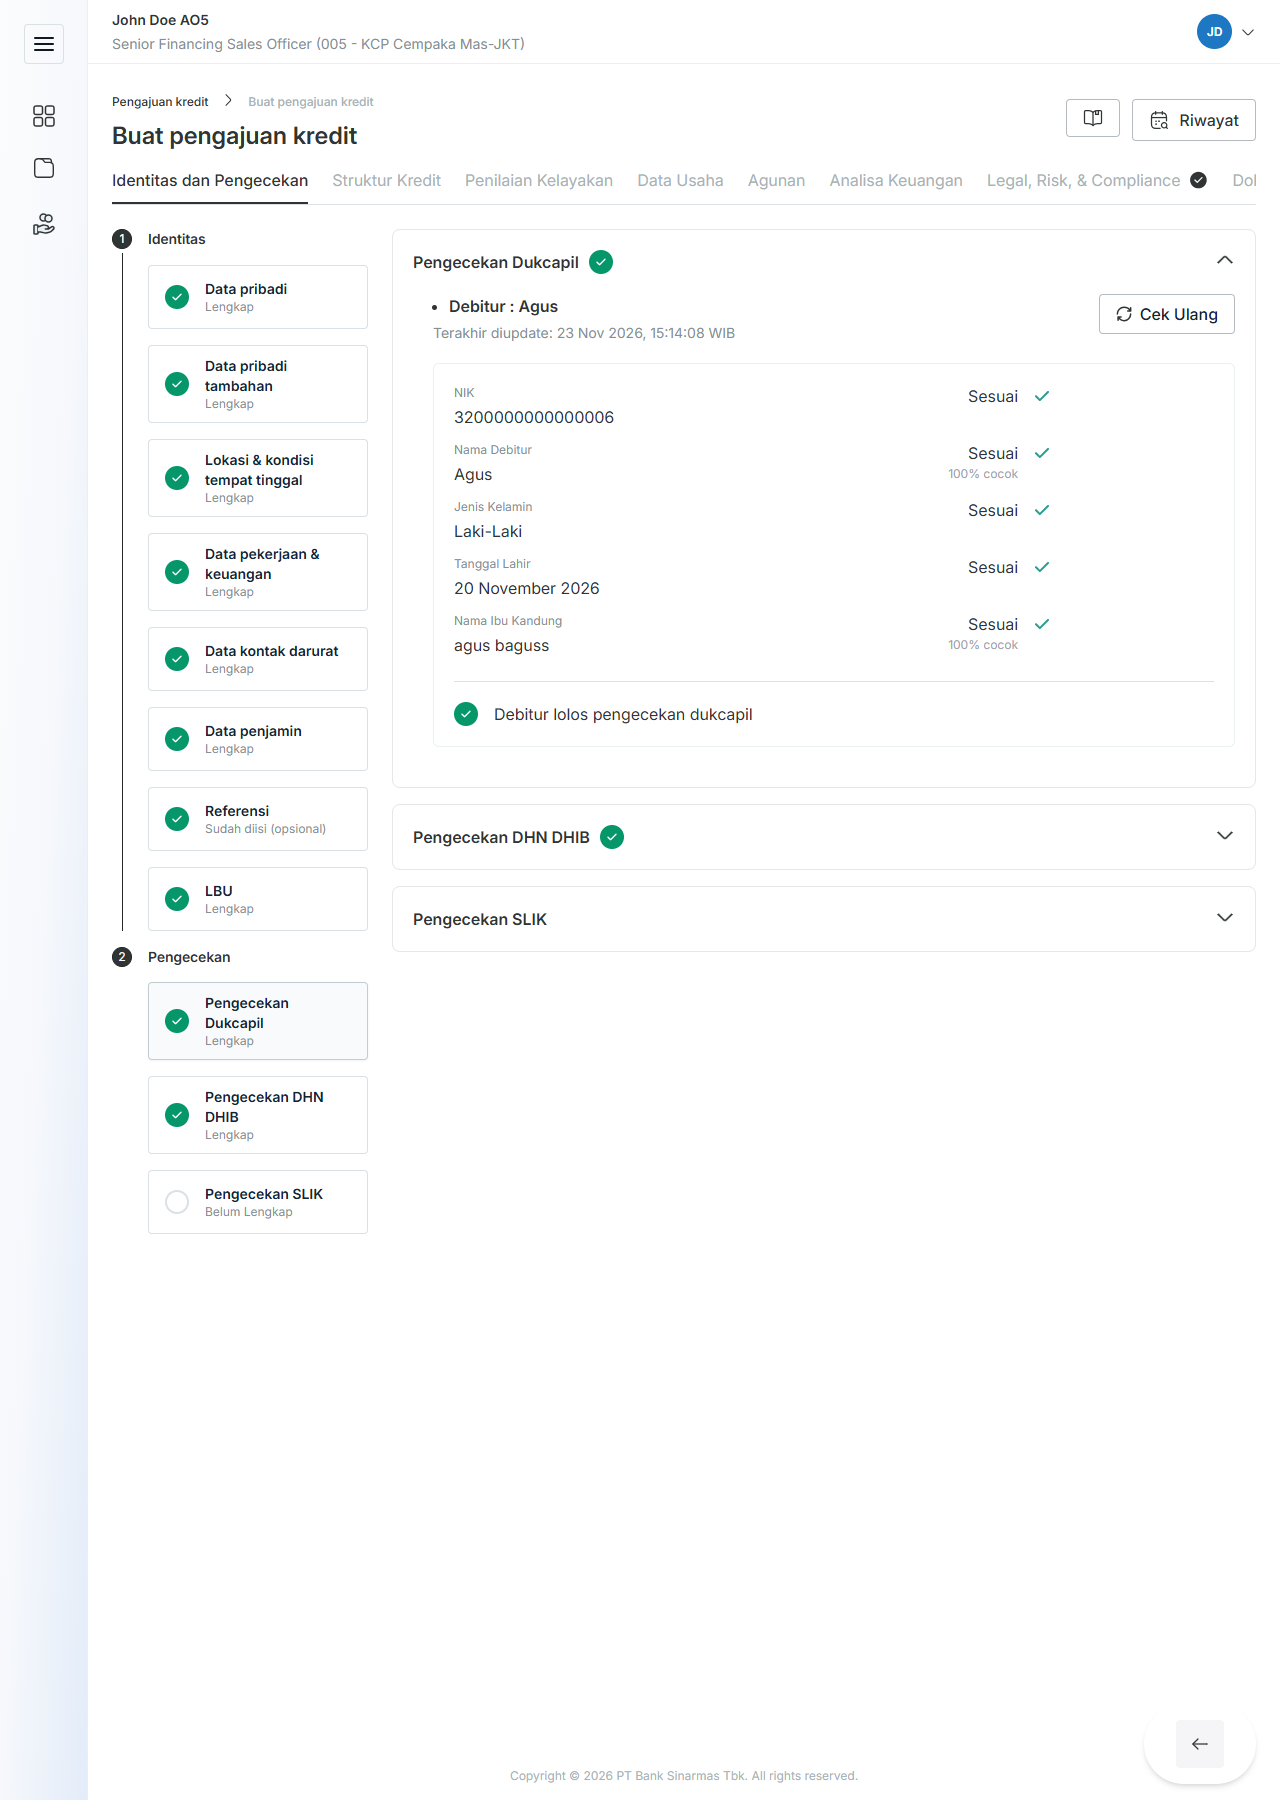 John Doe AO5
Senior Financing Sales Officer (005 - KCP Cempaka Mas-JKT)
JD
Pengajuan kredit
Buat pengajuan kredit
Buat pengajuan kredit
Riwayat
Identitas dan Pengecekan
Struktur Kredit
Penilaian Kelayakan
Data Usaha
Agunan
Analisa Keuangan
Legal, Risk, & Compliance
Dol
1
Identitas
Data pribadi
Lengkap
Data pribadi
tambahan
Lengkap
Lokasi & kondisi
tempat tinggal
Lengkap
Data pekerjaan &
keuangan
Lengkap
Data kontak darurat
Lengkap
Data penjamin
Lengkap
Referensi
Sudah diisi (opsional)
LBU
Lengkap
2
Pengecekan
Pengecekan
Dukcapil
Lengkap
Pengecekan DHN
DHIB
Lengkap
Pengecekan SLIK
Belum Lengkap
Pengecekan Dukcapil
• Debitur : Agus
Terakhir diupdate: 23 Nov 2026, 15:14:08 WIB
Cek Ulang
NIK
3200000000000006
Sesuai
Nama Debitur
Agus
Sesuai
100% cocok
Jenis Kelamin
Laki-Laki
Sesuai
Tanggal Lahir
20 November 2026
Sesuai
Nama Ibu Kandung
agus baguss
Sesuai
100% cocok
Debitur lolos pengecekan dukcapil
Pengecekan DHN DHIB
Pengecekan SLIK
Copyright © 2026 PT Bank Sinarmas Tbk. All rights reserved.